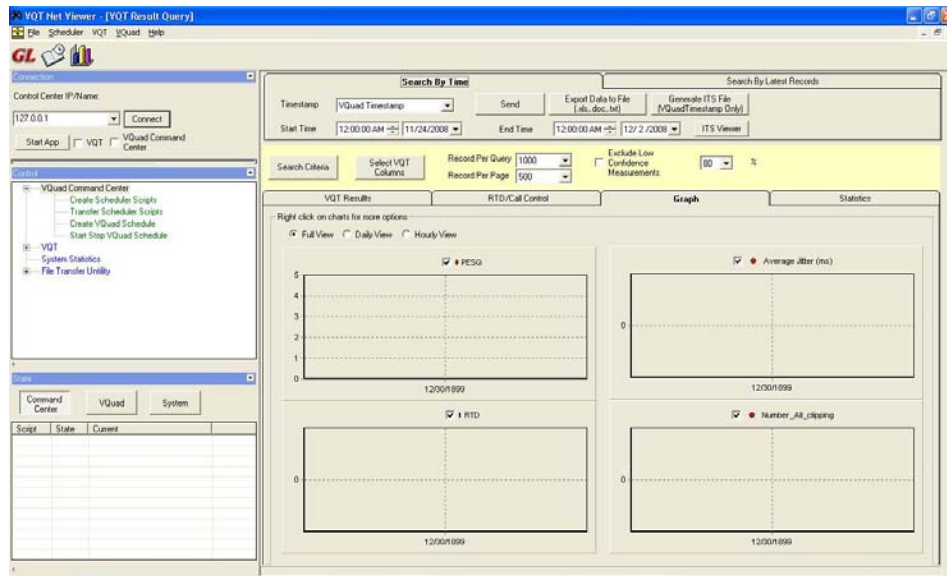 VQT Net Viewer - [VQT Result Query]
File Scheduler VQT VQuad Help
GL
Connection
Control Center IP/Name:
127.0.0.1 Connect
Start App VQT VQuad Command Center
Control
VQuad Command Center
Create Scheduler Scripts
Transfer Scheduler Scripts
Create VQuad Schedule
Start Stop VQuad Schedule
VQT
System Statistics
File Transfer Untility
State
Command Center VQuad System
Script State Current
Search By Time Search By Latest Records
Timestamp VQuad Timestamp Send Export Data to File (.xls,.doc,.txt) Generate ITS File (VQuadTimestamp Only)
Start Time 12:00:00 AM 11/24/2008 End Time 12:00:00 AM 12/ 2 /2008 ITS Viewer
Search Criteria Select VQT Columns Record Per Query 1000 Exclude Low Confidence Measurements 80 %
Record Per Page 500
VQT Results RTD/Call Control Graph Statistics
Right click on charts for more options
Full View Daily View Hourly View
PESQ
5
4
3
2
1
0
12/30/1899
Average Jitter (ms)
0
12/30/1899
RTD
0
12/30/1899
Number_All_clipping
0
12/30/1899